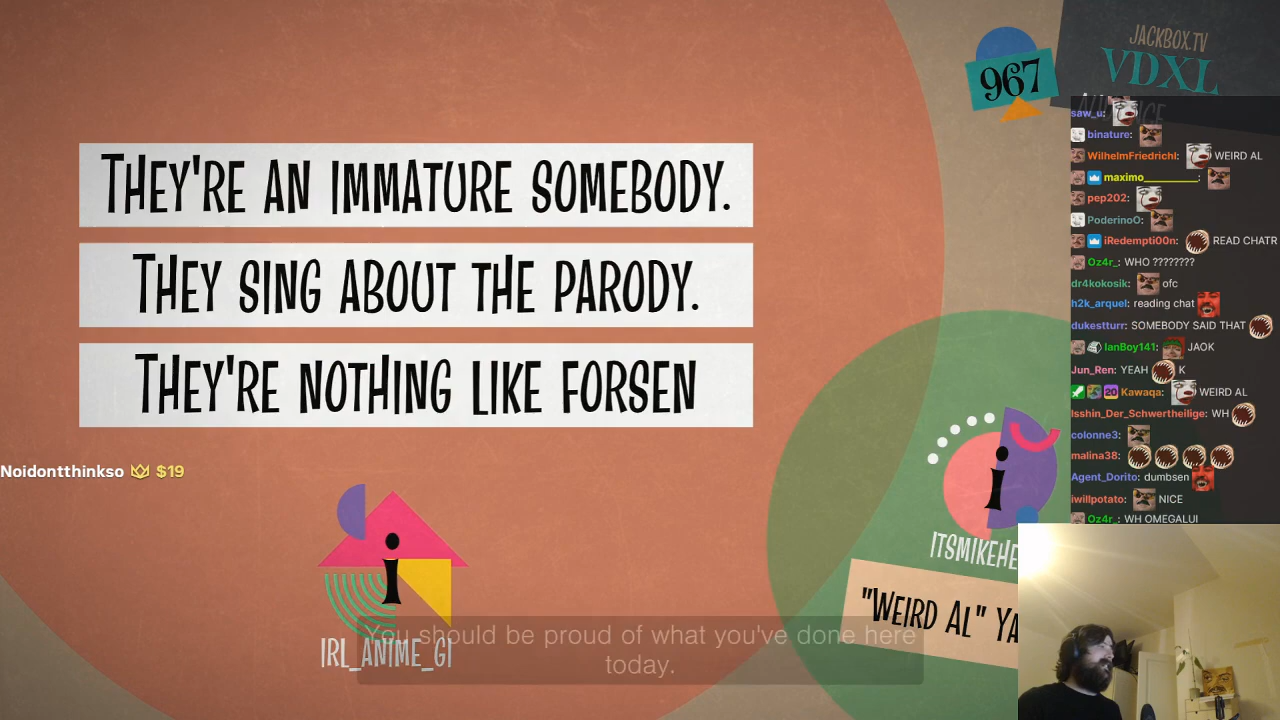 JACKBOX.TV
VDXL
967
THEY'RE AN IMMATURE SOMEBODY.
THEY SING ABOUT THE PARODY.
THEY'RE NOTHING LIKE FORSEN
Noidontthinkso $19
IRL_ANIME_GI
You should be proud of what you've done here
today.
ITSMIKEHE
"WEIRD AL" YA
saw_u:
binature:
WilhelmFriedrichI: WEIRD AL
maximo_________:
pep202:
PoderinoO:
iRedempti00n: READ CHATR
Oz4r_: WHO ????????
dr4kokosik: ofc
h2k_arquel: reading chat
dukestturr: SOMEBODY SAID THAT
IanBoy141: JAOK
Jun_Ren: YEAH K
20 Kawaqa: WEIRD AL
Isshin_Der_Schwertheilige: WH
colonne3:
malina38:
Agent_Dorito: dumbsen
iwillpotato: NICE
Oz4r_: WH OMEGALUI